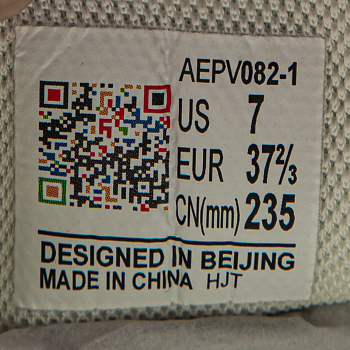 AEPV082-1
US 7
EUR 37⅔
CN(mm) 235
DESIGNED IN BEIJING
MADE IN CHINA HJT